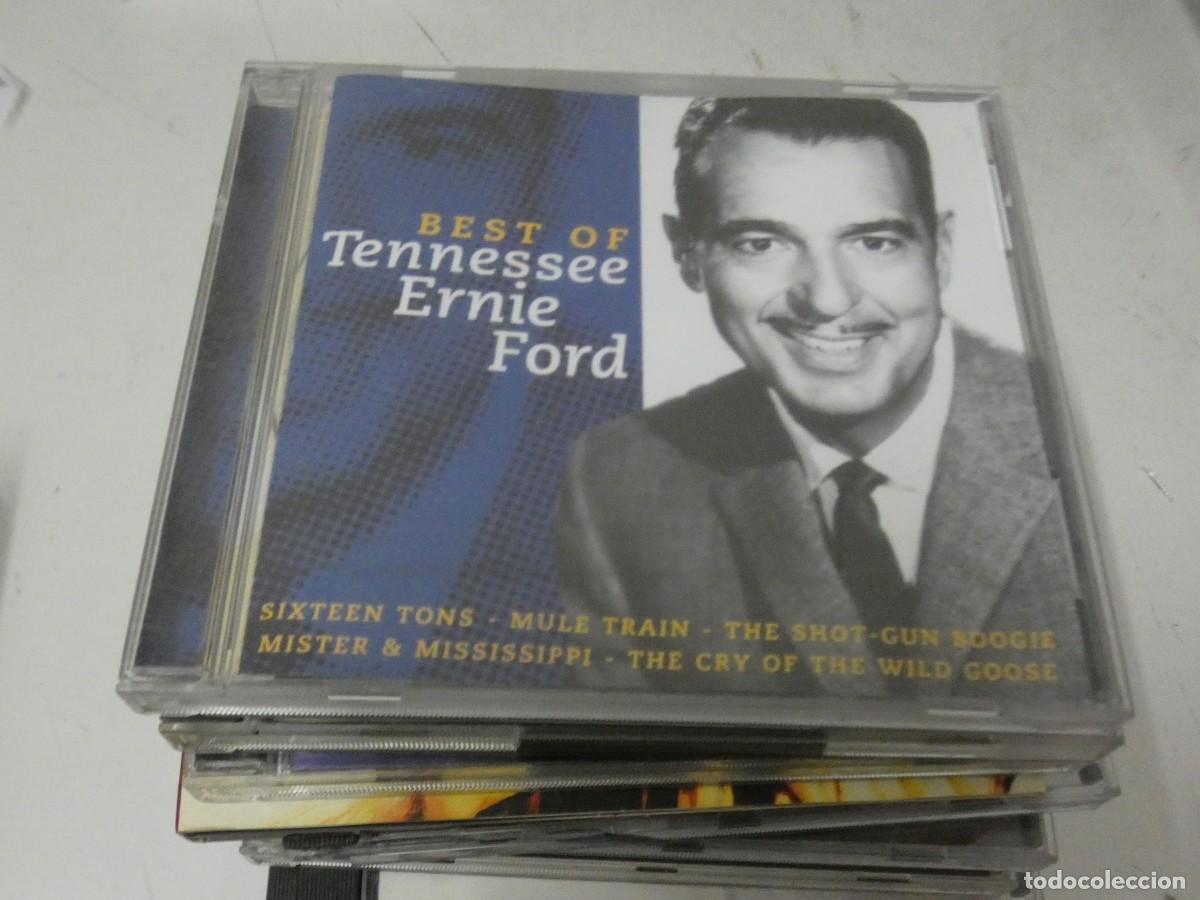 BEST OF
Tennessee
Ernie
Ford
SIXTEEN TONS - MULE TRAIN - THE SHOT-GUN BOOGIE
MISTER & MISSISSIPPI - THE CRY OF THE WILD GOOSE
todocoleccion